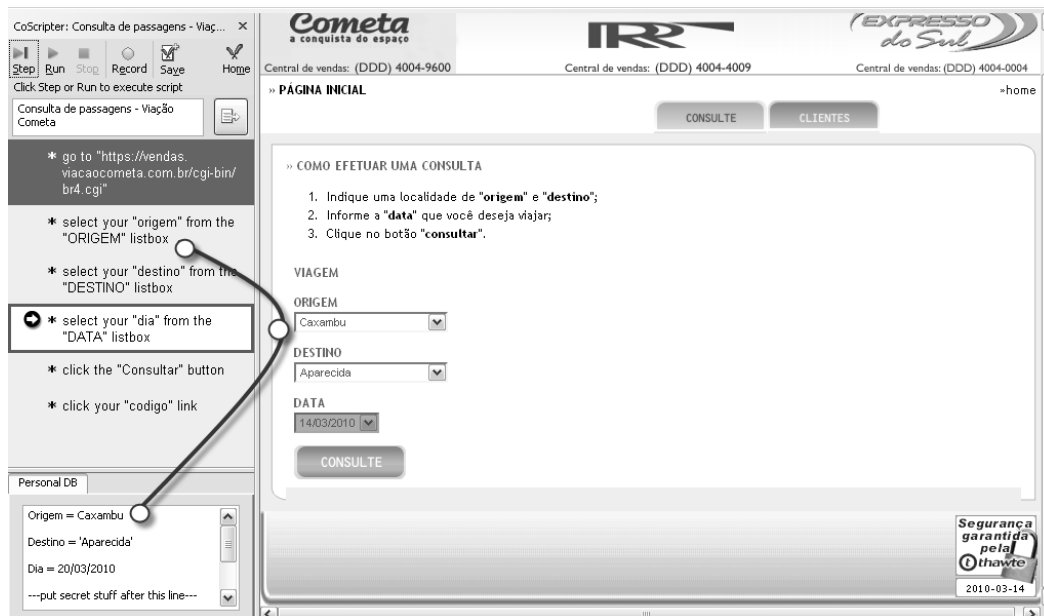 CoScripter: Consulta de passagens - Viaç... ×
Step Run Stop Record Save Home
Click Step or Run to execute script
Consulta de passagens - Viação
Cometa
* go to "https://vendas.
viacaocometa.com.br/cgi-bin/
br4.cgi"
* select your "origem" from the
"ORIGEM" listbox
* select your "destino" from the
"DESTINO" listbox
* select your "dia" from the
"DATA" listbox
* click the "Consultar" button
* click your "codigo" link
Personal DB
Origem = Caxambu
Destino = 'Aparecida'
Dia = 20/03/2010
---put secret stuff after this line---
Cometa
a conquista do espaço
Central de vendas: (DDD) 4004-9600
Central de vendas: (DDD) 4004-4009
EXPRESSO
do Sul
Central de vendas: (DDD) 4004-0004
» PÁGINA INICIAL
»home
CONSULTE
CLIENTES
» COMO EFETUAR UMA CONSULTA
1. Indique uma localidade de "origem" e "destino";
2. Informe a "data" que você deseja viajar;
3. Clique no botão "consultar".
VIAGEM
ORIGEM
Caxambu
DESTINO
Aparecida
DATA
14/03/2010
CONSULTE
Segurança
garantida
pela
thawte
2010-03-14